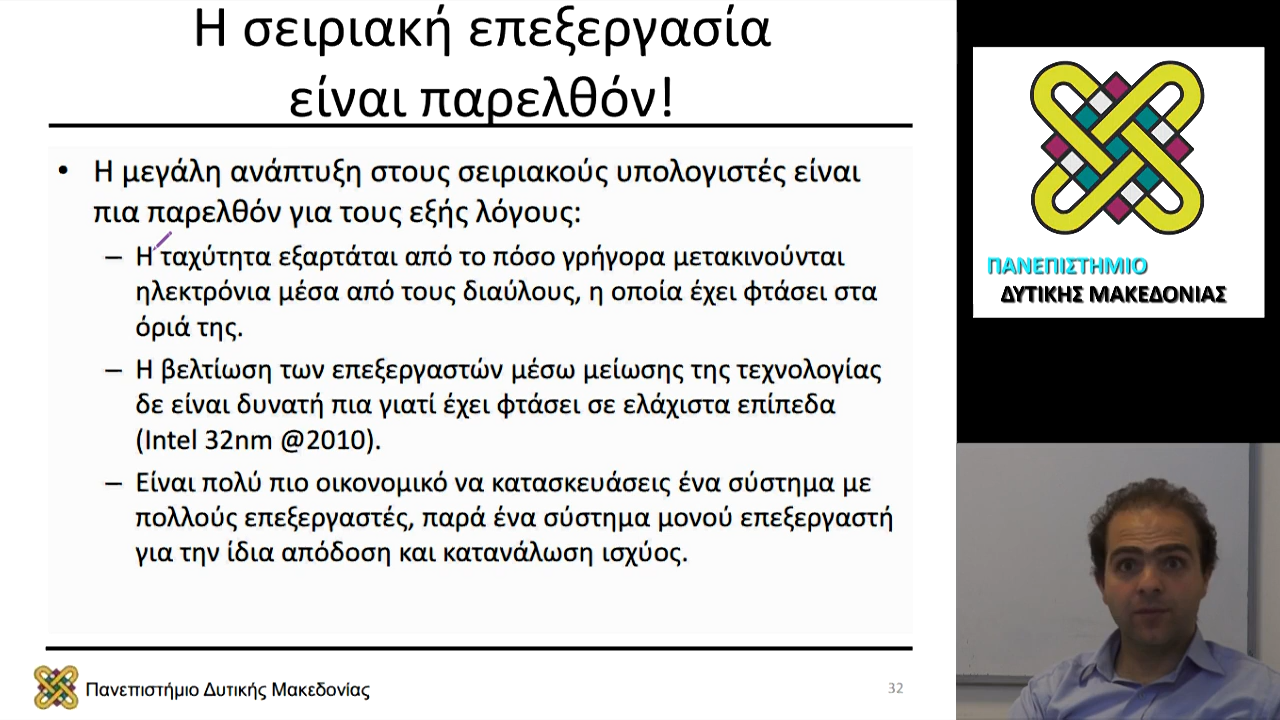 Η σειριακή επεξεργασία
είναι παρελθόν!
• Η μεγάλη ανάπτυξη στους σειριακούς υπολογιστές είναι
πια παρελθόν για τους εξής λόγους:
– Η ταχύτητα εξαρτάται από το πόσο γρήγορα μετακινούνται
ηλεκτρόνια μέσα από τους διαύλους, η οποία έχει φτάσει στα
όριά της.
– Η βελτίωση των επεξεργαστών μέσω μείωσης της τεχνολογίας
δε είναι δυνατή πια γιατί έχει φτάσει σε ελάχιστα επίπεδα
(Intel 32nm @2010).
– Είναι πολύ πιο οικονομικό να κατασκευάσεις ένα σύστημα με
πολλούς επεξεργαστές, παρά ένα σύστημα μονού επεξεργαστή
για την ίδια απόδοση και κατανάλωση ισχύος.
Πανεπιστήμιο Δυτικής Μακεδονίας
32
ΠΑΝΕΠΙΣΤΗΜΙΟ
ΔΥΤΙΚΗΣ ΜΑΚΕΔΟΝΙΑΣ